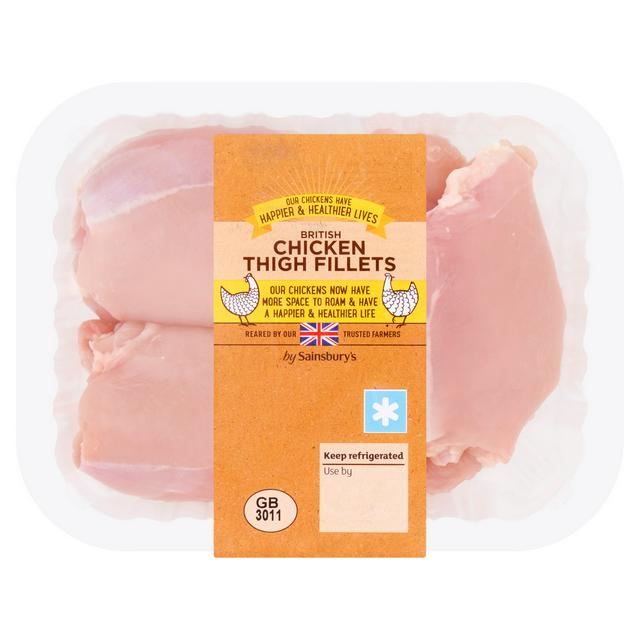 OUR CHICKENS HAVE
HAPPIER & HEALTHIER LIVES
BRITISH
CHICKEN
THIGH FILLETS
OUR CHICKENS NOW HAVE
MORE SPACE TO ROAM & HAVE
A HAPPIER & HEALTHIER LIFE
REARED BY OUR TRUSTED FARMERS
by Sainsbury's
Keep refrigerated
Use by
GB
3011